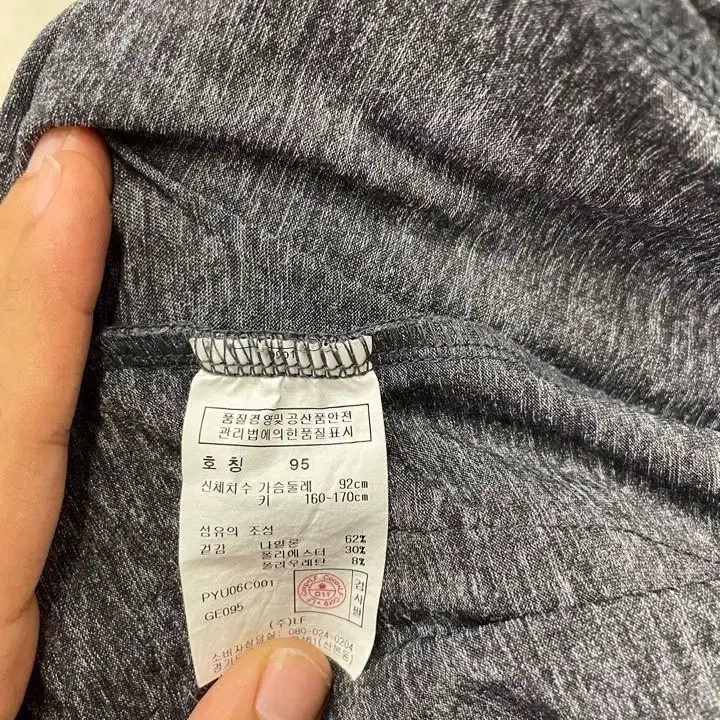 품질경영및공산품안전
관리법에의한품질표시
호 칭 95
신체치수 가슴둘레 92cm
키 160~170cm
섬유의 조성
겉감 나일론 62%
폴리에스터 30%
폴리우레탄 8%
PYU06C001
GE095
검사필
(주)LF
소비자상담실: 080-024-0204